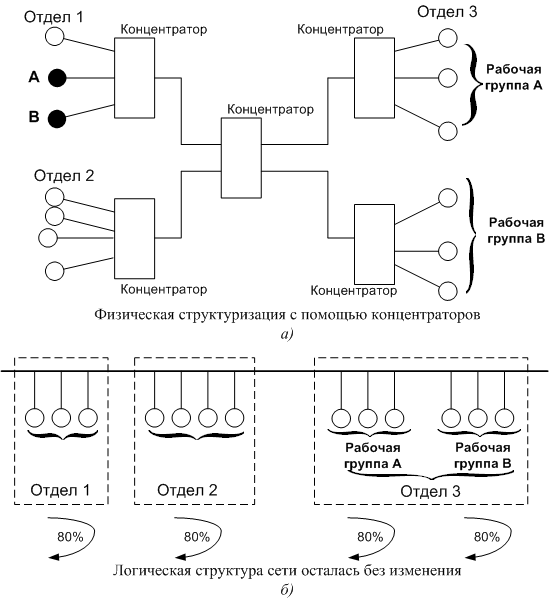 Отдел 1
Концентратор
Концентратор
Отдел 3
A
B
Рабочая
группа А
Концентратор
Отдел 2
Рабочая
группа В
Концентратор
Концентратор
Физическая структуризация с помощью концентраторов
а)
Рабочая
группа А
Рабочая
группа В
Отдел 1
Отдел 2
Отдел 3
80%
80%
80%
80%
Логическая структура сети осталась без изменения
б)